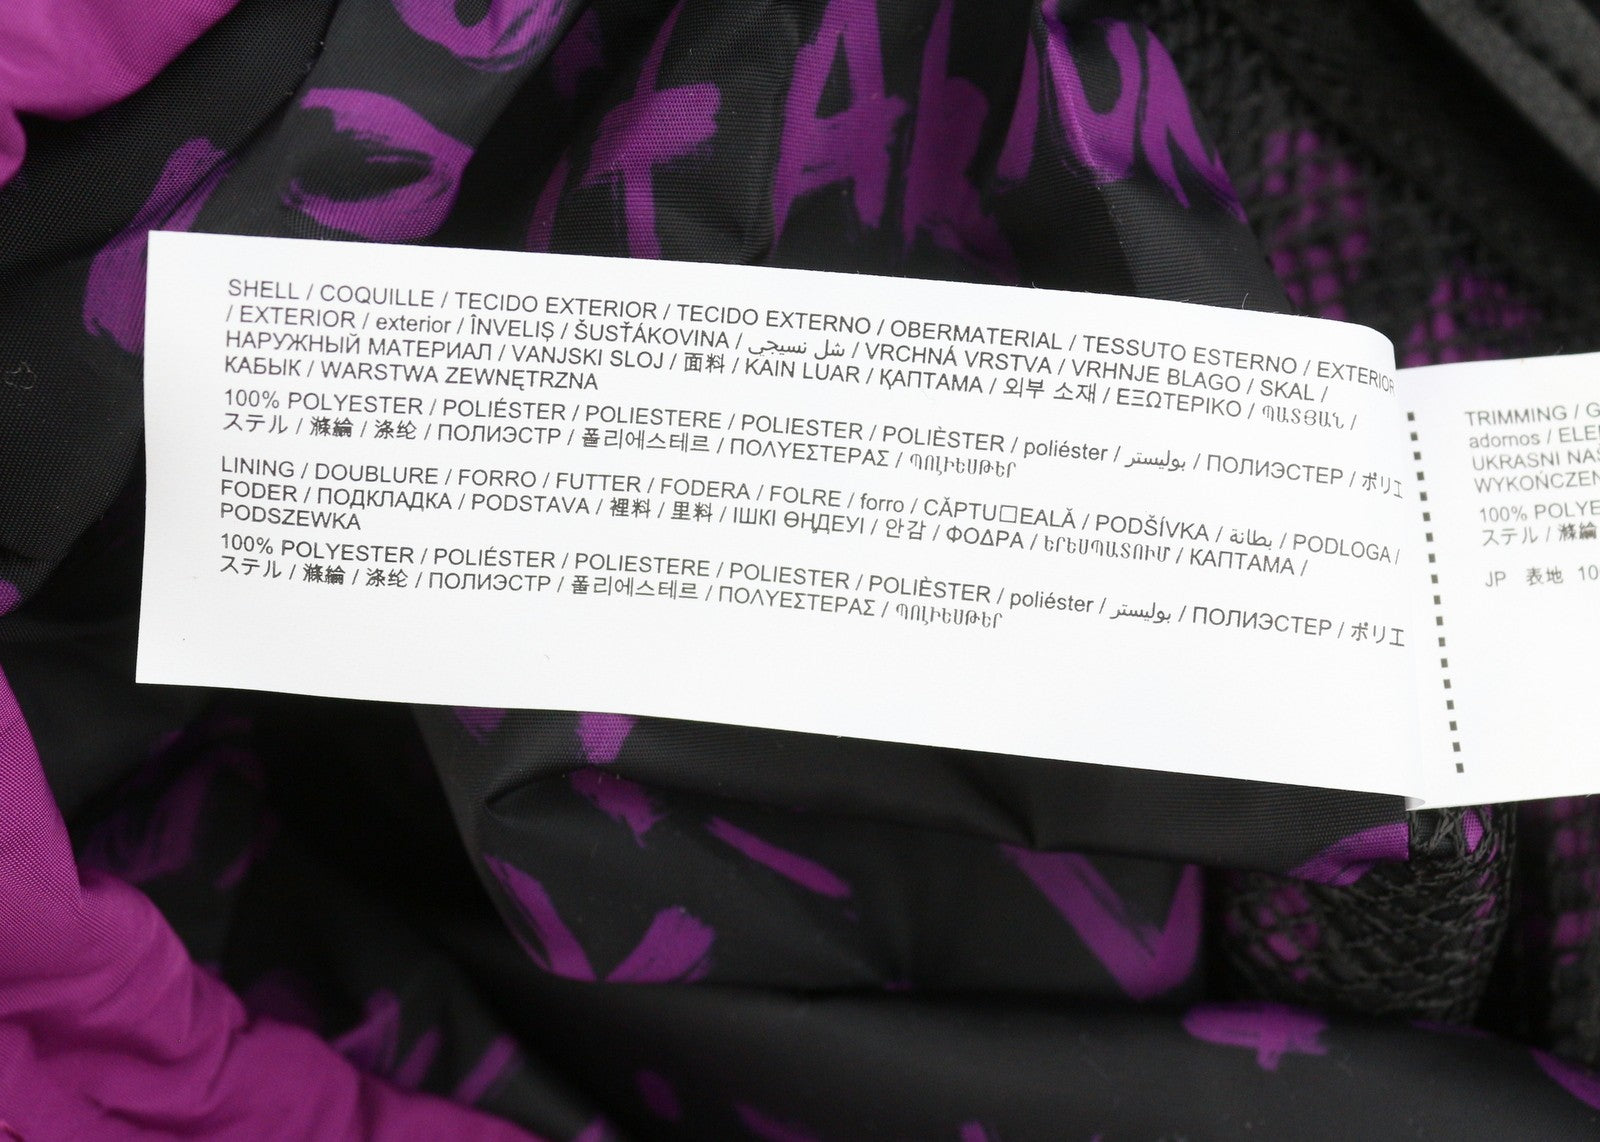 SHELL / COQUILLE / TECIDO EXTERIOR / TECIDO EXTERNO / OBERMATERIAL / TESSUTO ESTERNO / EXTERIOR
/ EXTERIOR / exterior / ÎNVELIŞ / ŠUSŤÁKOVINA / شل نسيجي / VRCHNÁ VRSTVA / VRHNJE BLAGO / SKAL /
НАРУЖНЫЙ МАТЕРИАЛ / VANJSKI SLOJ / 面料 / KAIN LUAR / ҚАПТАМА / 외부 소재 / ΕΞΩΤΕΡΙΚΟ / ՊԱՏՅԱՆ /
КАБЫК / WARSTWA ZEWNĘTRZNA
100% POLYESTER / POLIÉSTER / POLIESTERE / POLIESTER / POLIÈSTER / poliéster / بوليستر / ПОЛИЭСТЕР / ポリエ
ステル / 滌綸 / 涤纶 / ПОЛИЭСТР / 폴리에스테르 / ΠΟΛΥΕΣΤΕΡΑΣ / ՊՈԼԻԵՍԹԵՐ
LINING / DOUBLURE / FORRO / FUTTER / FODERA / FOLRE / forro / CĂPTU□EALĂ / PODŠÍVKA / بطانة / PODLOGA /
FODER / ПОДКЛАДКА / PODSTAVA / 裡料 / 里料 / ІШКІ ӨҢДЕУІ / 안감 / ΦΟΔΡΑ / ԵՐԵՍՊԱՏՈՒՄ / КАПТАМА /
PODSZEWKA
100% POLYESTER / POLIÉSTER / POLIESTERE / POLIESTER / POLIÈSTER / poliéster / بوليستر / ПОЛИЭСТЕР / ポリエ
ステル / 滌綸 / 涤纶 / ПОЛИЭСТР / 폴리에스테르 / ΠΟΛΥΕΣΤΕΡΑΣ / ՊՈԼԻԵՍԹԵՐ
TRIMMING / G
adornos / ELE
UKRASNI NA
WYKOŃCZEN
100% POLYE
ステル / 滌綸
JP 表地 10